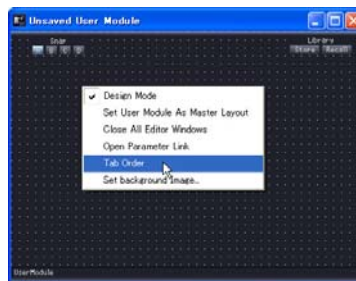 Unsaved User Module
Snap
A B C D
Library
Store Recall
Design Mode
Set User Module As Master Layout
Close All Editor Windows
Open Parameter Link
Tab Order
Set background Image...
UserModule